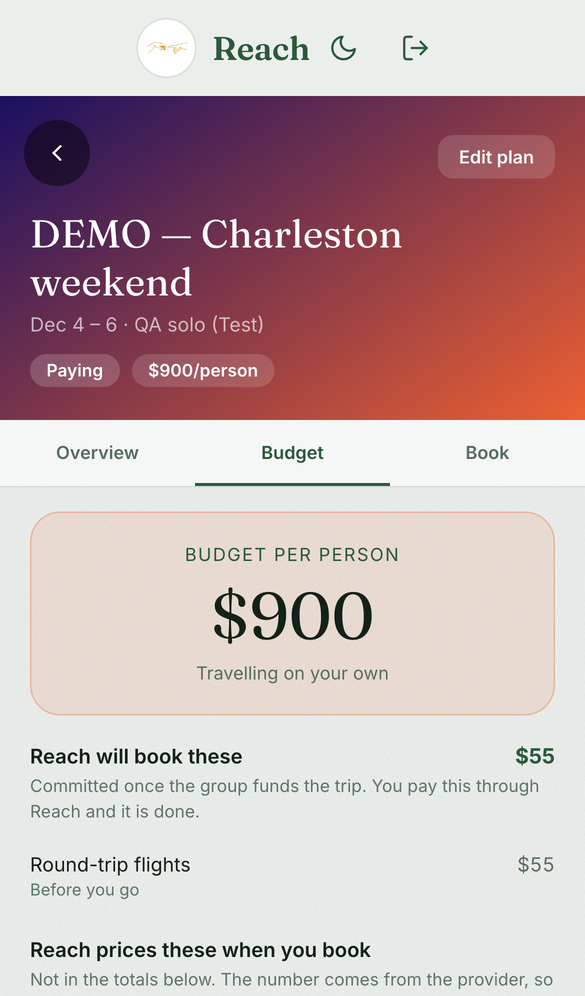 Reach
Edit plan
DEMO — Charleston
weekend
Dec 4 – 6 · QA solo (Test)
Paying
$900/person
Overview
Budget
Book
BUDGET PER PERSON
$900
Travelling on your own
Reach will book these
$55
Committed once the group funds the trip. You pay this through
Reach and it is done.
Round-trip flights
$55
Before you go
Reach prices these when you book
Not in the totals below. The number comes from the provider, so